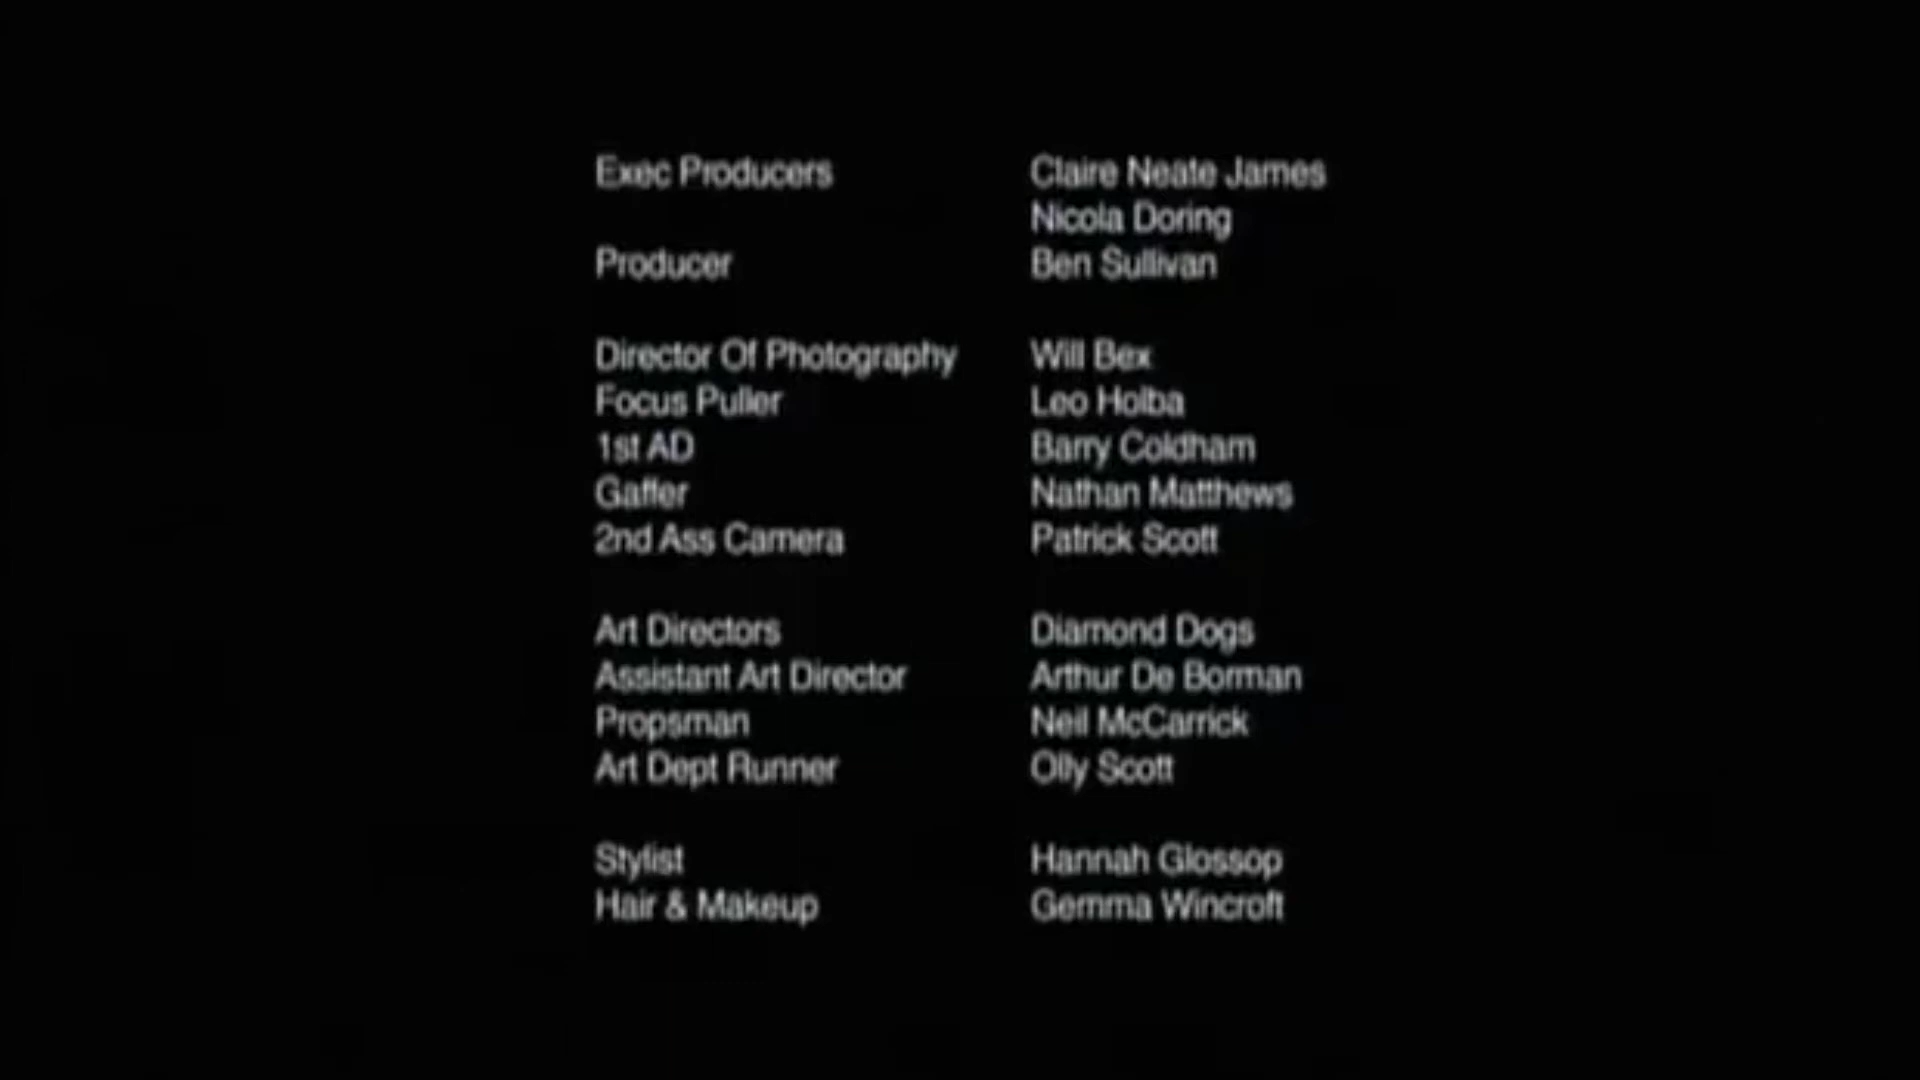 Exec Producers Claire Neate James
Nicola Doring
Producer Ben Sullivan
Director Of Photography Will Bex
Focus Puller Leo Holba
1st AD Barry Coldham
Gaffer Nathan Matthews
2nd Ass Camera Patrick Scott
Art Directors Diamond Dogs
Assistant Art Director Arthur De Borman
Propsman Neil McCarrick
Art Dept Runner Olly Scott
Stylist Hannah Glossop
Hair & Makeup Gemma Wincroft